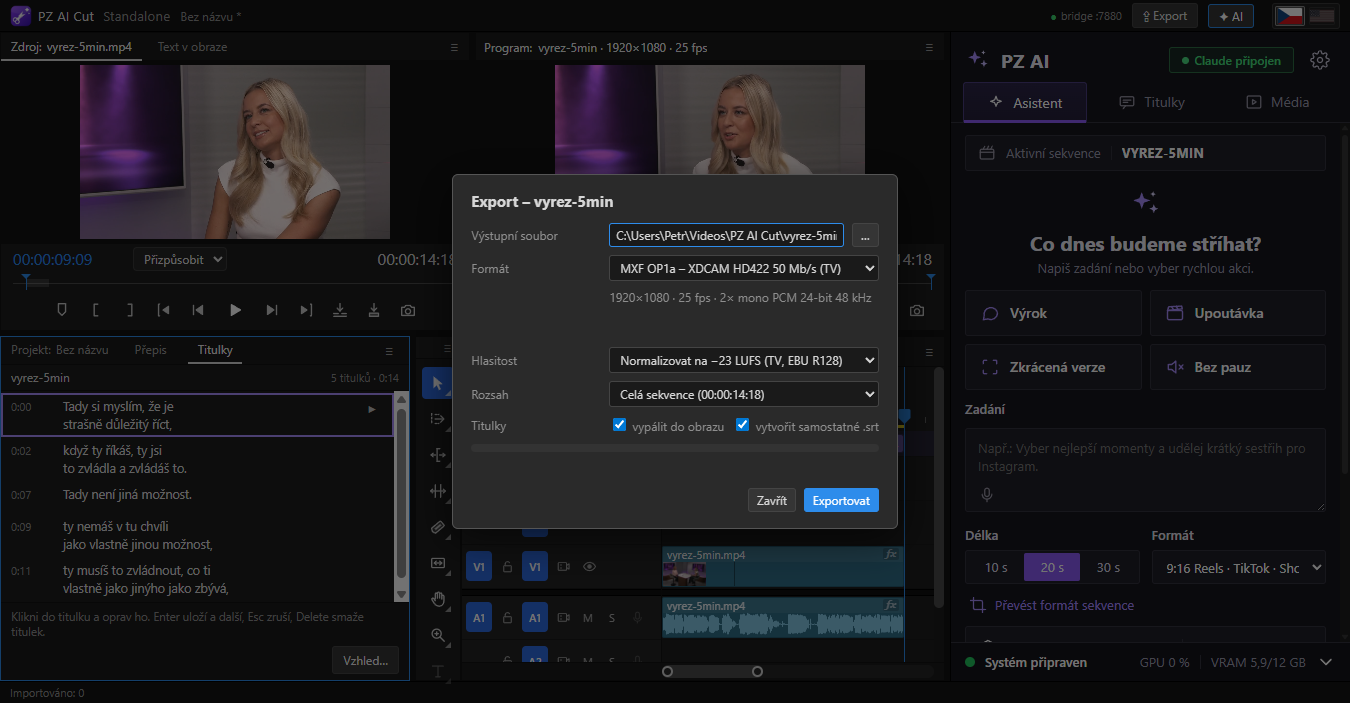 PZ AI Cut Standalone Bez názvu *
bridge :7880
Export
AI
Zdroj: vyrez-5min.mp4
Text v obraze
Program: vyrez-5min · 1920×1080 · 25 fps
00:00:09:09
Přizpůsobit
00:00:14:18
14:18
Projekt: Bez názvu
Přepis
Titulky
vyrez-5min
5 titulků · 0:14
0:00
Tady si myslím, že je
strašně důležitý říct,
0:02
když ty říkáš, ty jsi
to zvládla a zvládáš to.
0:07
Tady není jiná možnost.
0:09
ty nemáš v tu chvíli
jako vlastně jinou možnost,
0:11
ty musíš to zvládnout, co ti
vlastně jako jinýho jako zbývá,
Klikni do titulku a oprav ho. Enter uloží a další, Esc zruší, Delete smaže
titulek.
Vzhled...
Importováno: 0
Export – vyrez-5min
Výstupní soubor
C:\Users\Petr\Videos\PZ AI Cut\vyrez-5mi
...
Formát
MXF OP1a – XDCAM HD422 50 Mb/s (TV)
1920×1080 · 25 fps · 2× mono PCM 24-bit 48 kHz
Hlasitost
Normalizovat na −23 LUFS (TV, EBU R128)
Rozsah
Celá sekvence (00:00:14:18)
Titulky
vypálit do obrazu
vytvořit samostatné .srt
Zavřít
Exportovat
V1
V1
vyrez-5min.mp4
fx
A1
A1
M
S
vyrez-5min.mp4
fx
A2
M
S
PZ AI
Claude připojen
Asistent
Titulky
Média
Aktivní sekvence
VYREZ-5MIN
Co dnes budeme stříhat?
Napiš zadání nebo vyber rychlou akci.
Výrok
Upoutávka
Zkrácená verze
Bez pauz
Zadání
Např.: Vyber nejlepší momenty a udělej krátký sestřih pro
Instagram.
Délka
Formát
10 s
20 s
30 s
9:16 Reels · TikTok · Shc
Převést formát sekvence
Systém připraven
GPU 0 %
VRAM 5,9/12 GB